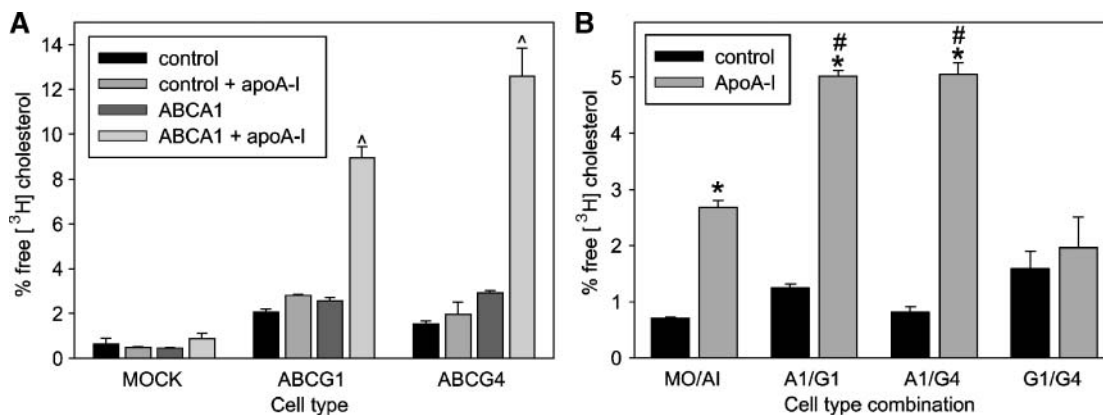 A
14
12
10
8
6
4
2
0
% free [ ³H] cholesterol
control
control + apoA-I
ABCA1
ABCA1 + apoA-I
^
^
MOCK ABCG1 ABCG4
Cell type
B
6
5
4
3
2
1
0
% free [ ³H] cholesterol
control
ApoA-I
*
#
*
#
*
MO/AI A1/G1 A1/G4 G1/G4
Cell type combination